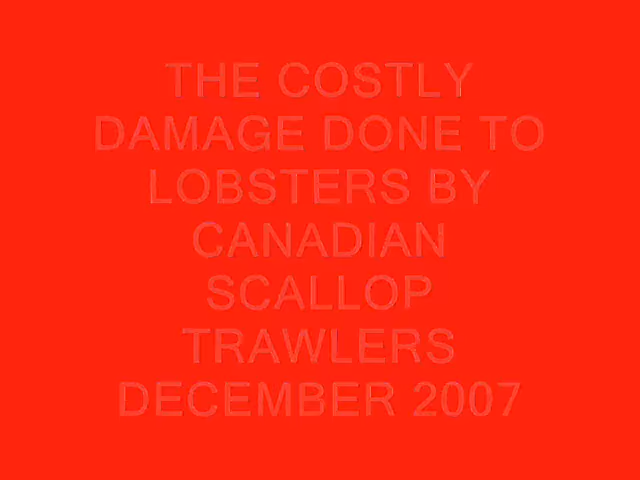 THE COSTLY
DAMAGE DONE TO
LOBSTERS BY
CANADIAN
SCALLOP
TRAWLERS
DECEMBER 2007